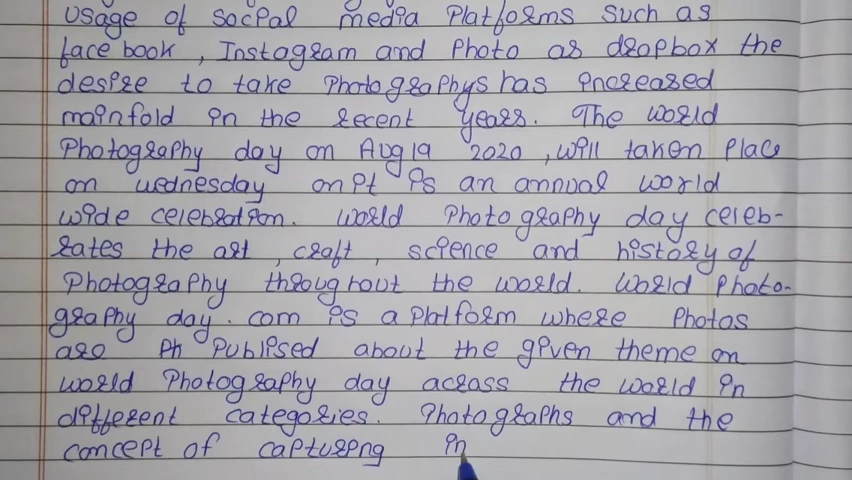 usage of social media platforms such as
facebook , Instagram and photo as dropbox the
desire to take photographys has increased
mainfold in the recent years. The world
Photography day on Aug 19 2020 , will taken place
on wednesday on it is an annual world
wide celebration. World Photography day celeb-
rates the art , craft , science and history of
Photography throughout the world. World Photo-
graphy day . com is a platform where photos
are Ph Publised about the given theme on
world Photography day across the world in
different categories. Photographs and the
concept of capturing in